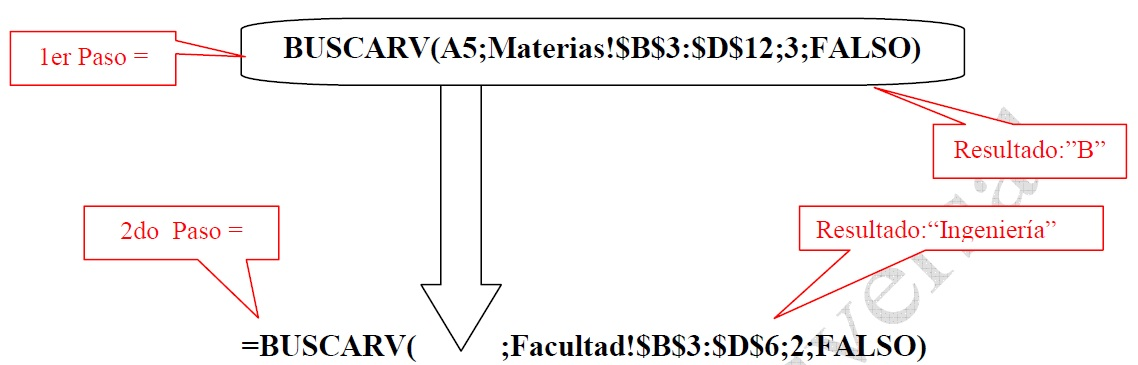 1er Paso =
BUSCARV(A5;Materias!$B$3:$D$12;3;FALSO)
Resultado:”B”
2do Paso =
Resultado:“Ingeniería”
=BUSCARV( ;Facultad!$B$3:$D$6;2;FALSO)